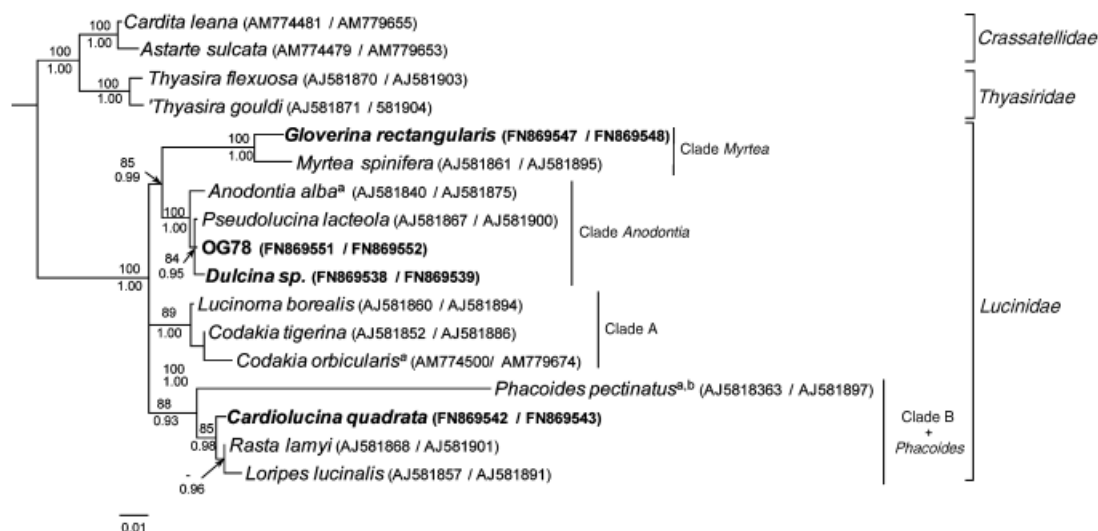 100
1.00
Cardita leana (AM774481 / AM779655)
100
1.00
Astarte sulcata (AM774479 / AM779653)
Crassatellidae
100
1.00
Thyasira flexuosa (AJ581870 / AJ581903)
'Thyasira gouldi (AJ581871 / 581904)
Thyasiridae
100
1.00
Gloverina rectangularis (FN869547 / FN869548)
Myrtea spinifera (AJ581861 / AJ581895)
Clade Myrtea
85
0.99
Anodontia albaª (AJ581840 / AJ581875)
100
1.00
Pseudolucina lacteola (AJ581867 / AJ581900)
OG78 (FN869551 / FN869552)
84
0.95
Dulcina sp. (FN869538 / FN869539)
Clade Anodontia
100
1.00
Lucinoma borealis (AJ581860 / AJ581894)
89
1.00
Codakia tigerina (AJ581852 / AJ581886)
Codakia orbicularisª (AM774500/ AM779674)
Clade A
Lucinidae
100
1.00
Phacoides pectinatusª,ᵇ (AJ5818363 / AJ581897)
88
0.93
Cardiolucina quadrata (FN869542 / FN869543)
85
0.98
Rasta lamyi (AJ581868 / AJ581901)
Loripes lucinalis (AJ581857 / AJ581891)
-
0.96
Clade B
+
Phacoides
0.01